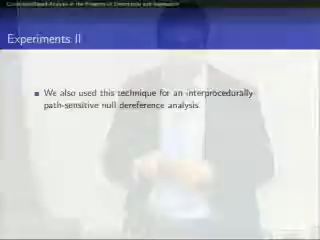 Experiments II
We also used this technique for an interprocedurally
path-sensitive null dereference analysis.